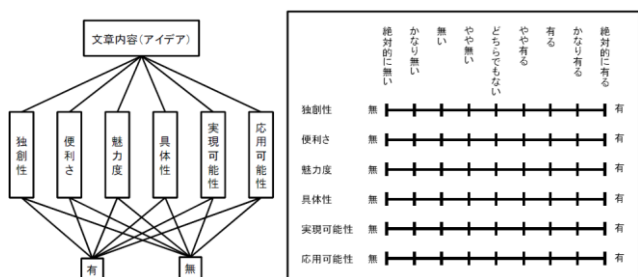 文章内容(アイデア)
独創性
便利さ
魅力度
具体性
実現可能性
応用可能性
有
無
絶対的に無い
かなり無い
無い
やや無い
どちらでもない
やや有る
有る
かなり有る
絶対的に有る
独創性 無 有
便利さ 無 有
魅力度 無 有
具体性 無 有
実現可能性 無 有
応用可能性 無 有